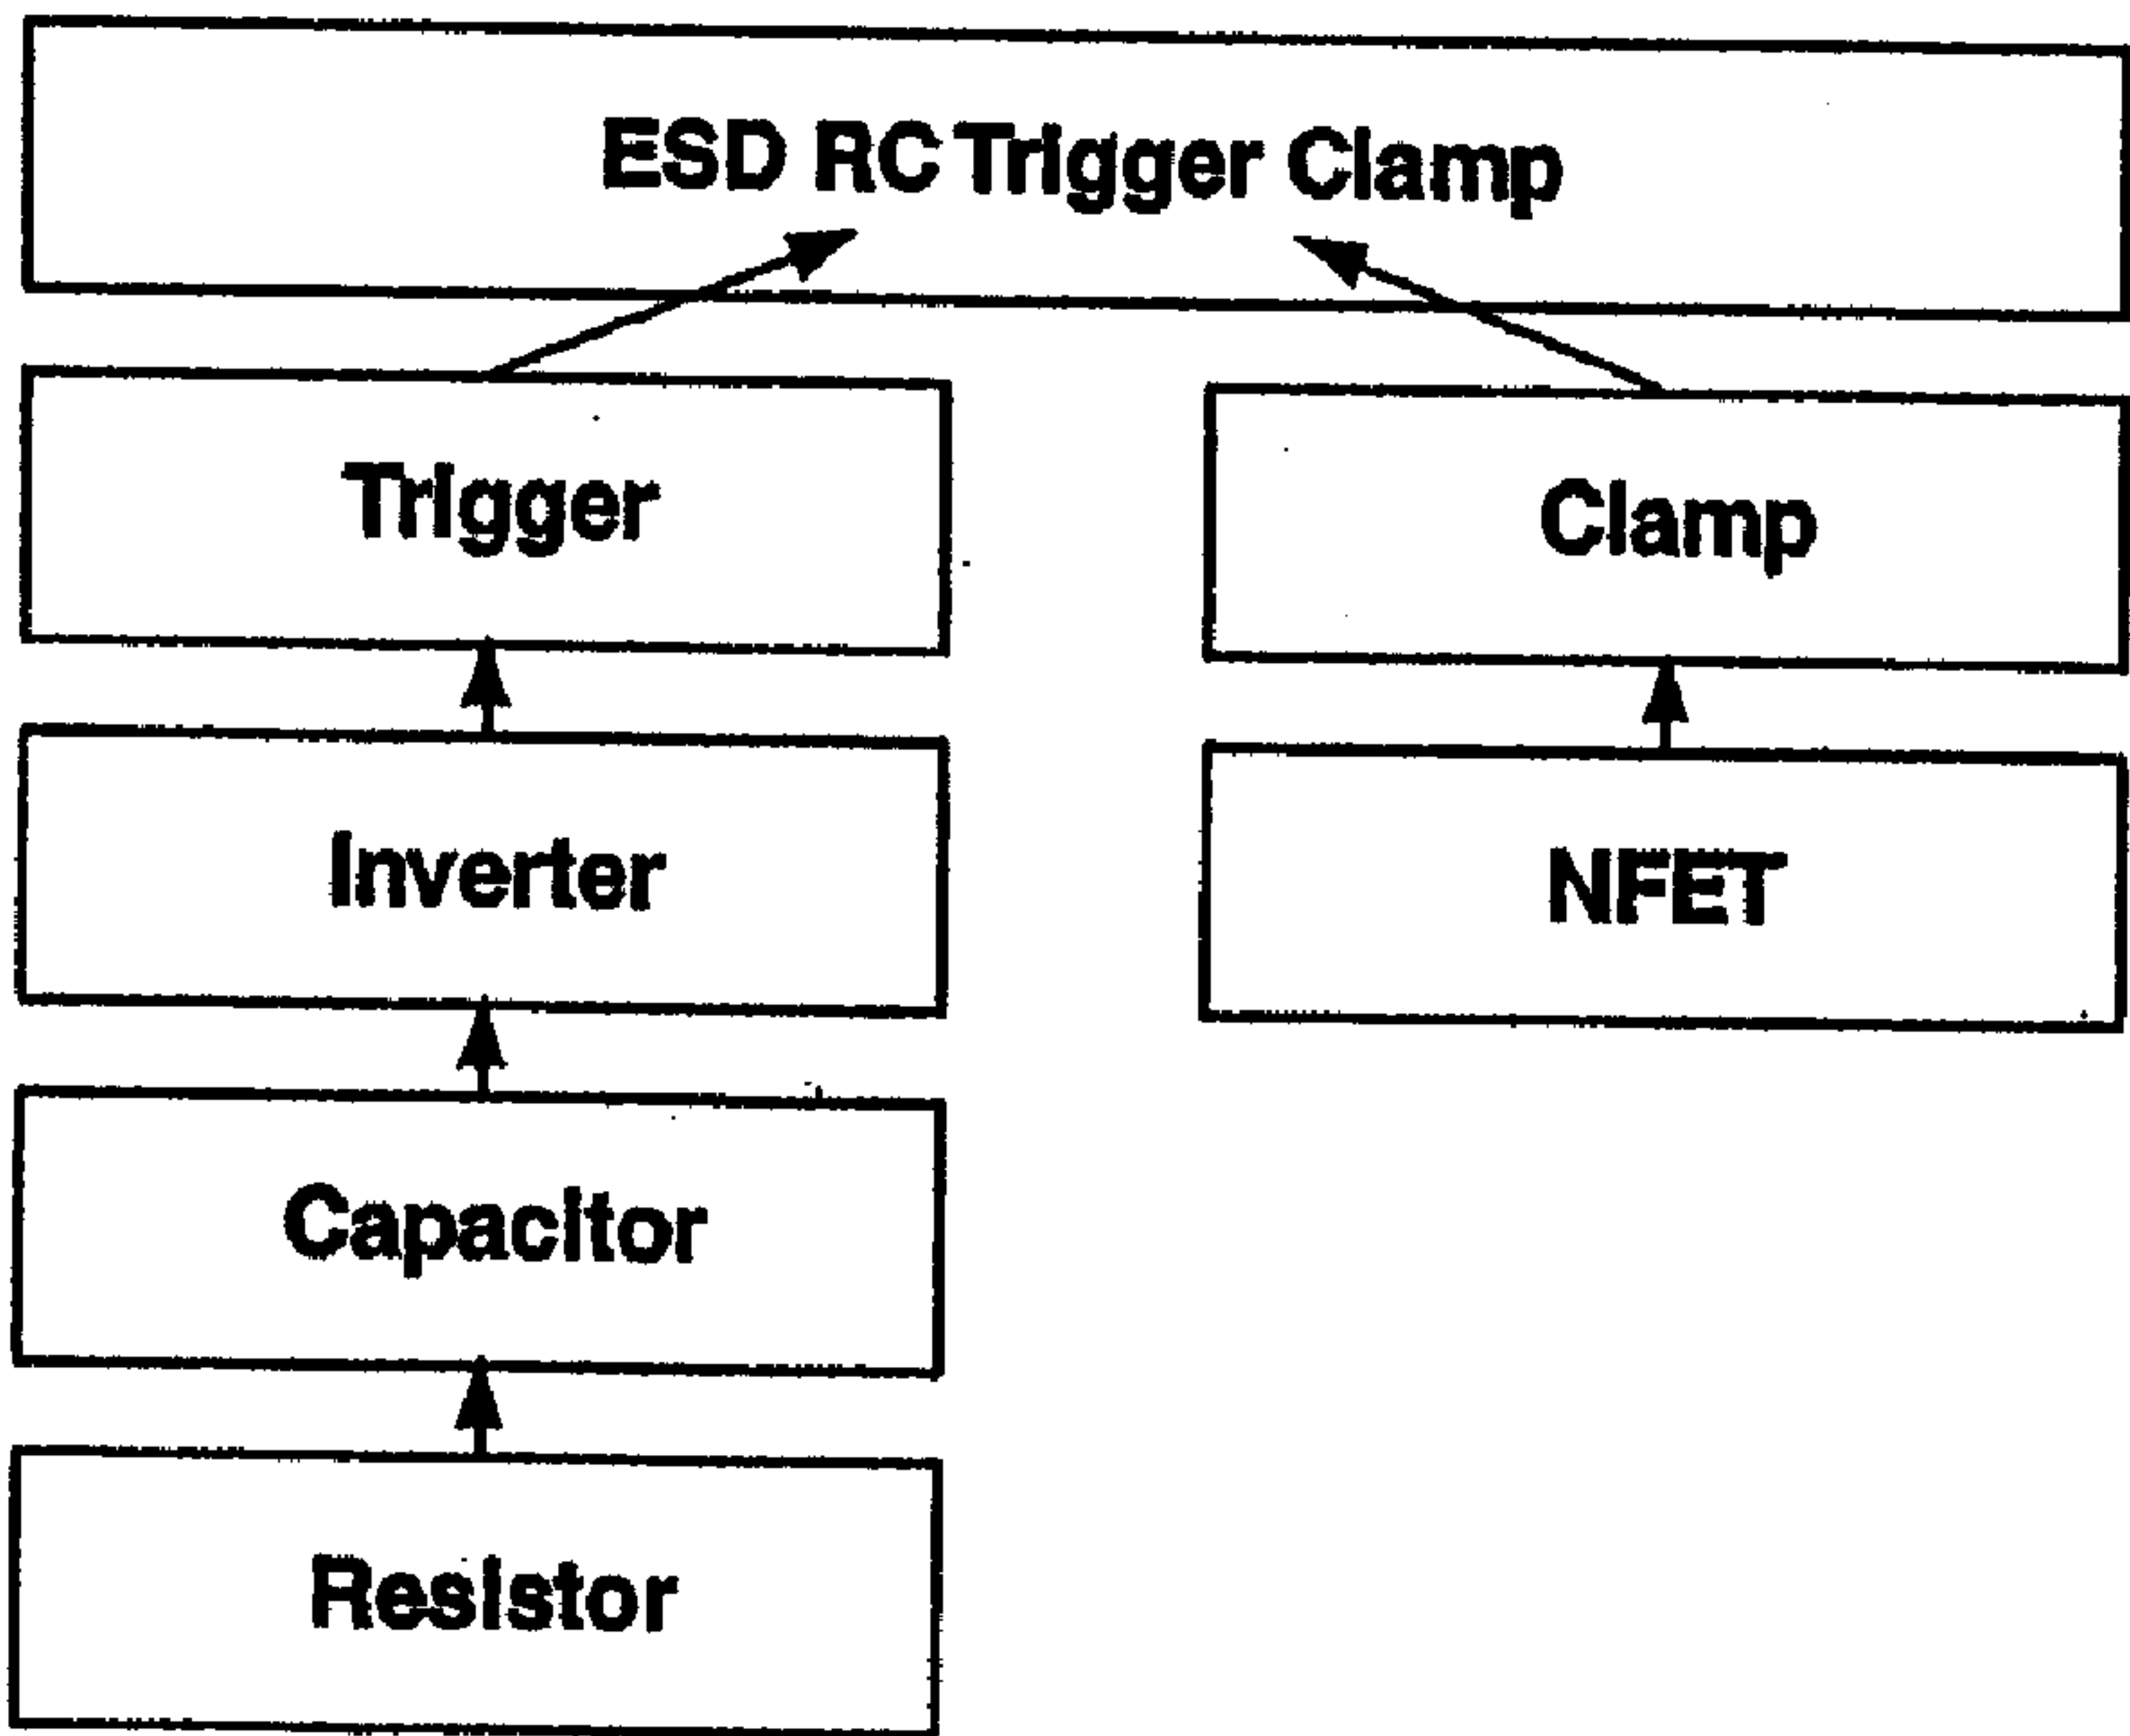 ESD RC Trigger Clamp
Trigger
Clamp
Inverter
NFET
Capacitor
Resistor